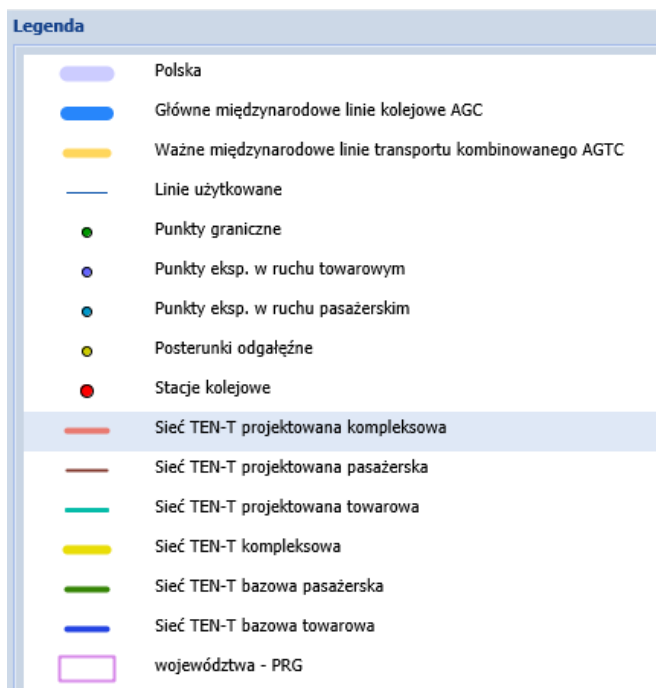 Legenda
Polska
Główne międzynarodowe linie kolejowe AGC
Ważne międzynarodowe linie transportu kombinowanego AGTC
Linie użytkowane
Punkty graniczne
Punkty eksp. w ruchu towarowym
Punkty eksp. w ruchu pasażerskim
Posterunki odgałęźne
Stacje kolejowe
Sieć TEN-T projektowana kompleksowa
Sieć TEN-T projektowana pasażerska
Sieć TEN-T projektowana towarowa
Sieć TEN-T kompleksowa
Sieć TEN-T bazowa pasażerska
Sieć TEN-T bazowa towarowa
województwa - PRG